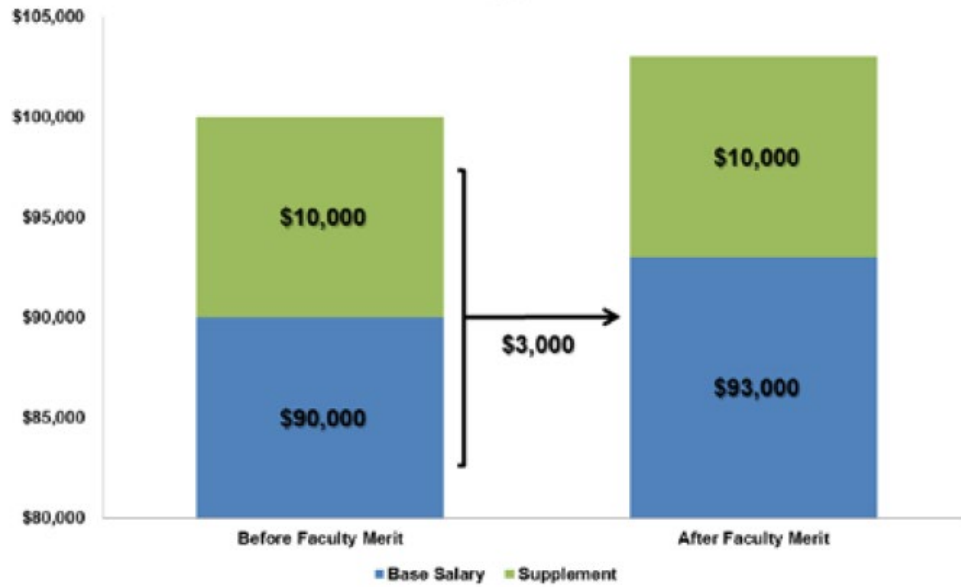 $105,000
$100,000
$95,000
$90,000
$85,000
$80,000
$10,000
$90,000
$3,000
$10,000
$93,000
Before Faculty Merit
After Faculty Merit
Base Salary
Supplement